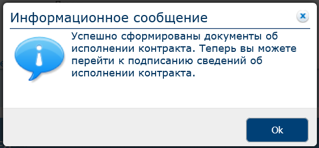 Информационное сообщение
Успешно сформированы документы об
исполнении контракта. Теперь вы можете
перейти к подписанию сведений об
исполнении контракта.
Ok